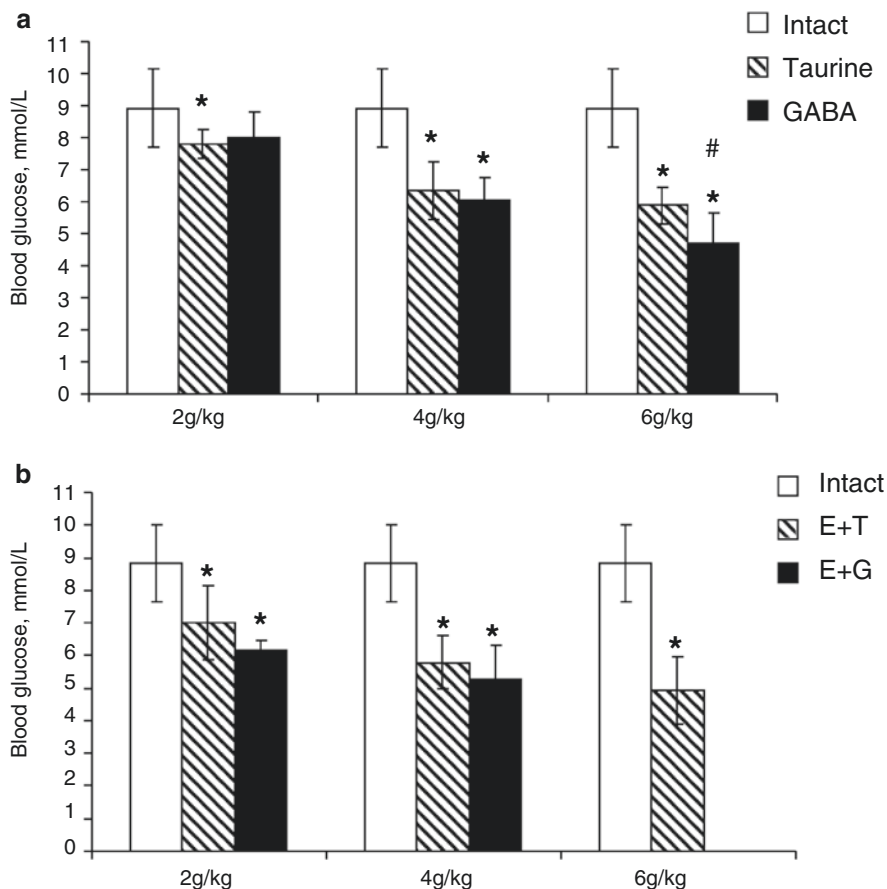 a
Blood glucose, mmol/L
11
10
9
8
7
6
5
4
3
2
1
0
*
*
*
*
#
*
2g/kg
4g/kg
6g/kg
Intact
Taurine
GABA
b
Blood glucose, mmol/L
11
10
9
8
7
6
5
4
3
2
1
0
*
*
*
*
*
2g/kg
4g/kg
6g/kg
Intact
E+T
E+G